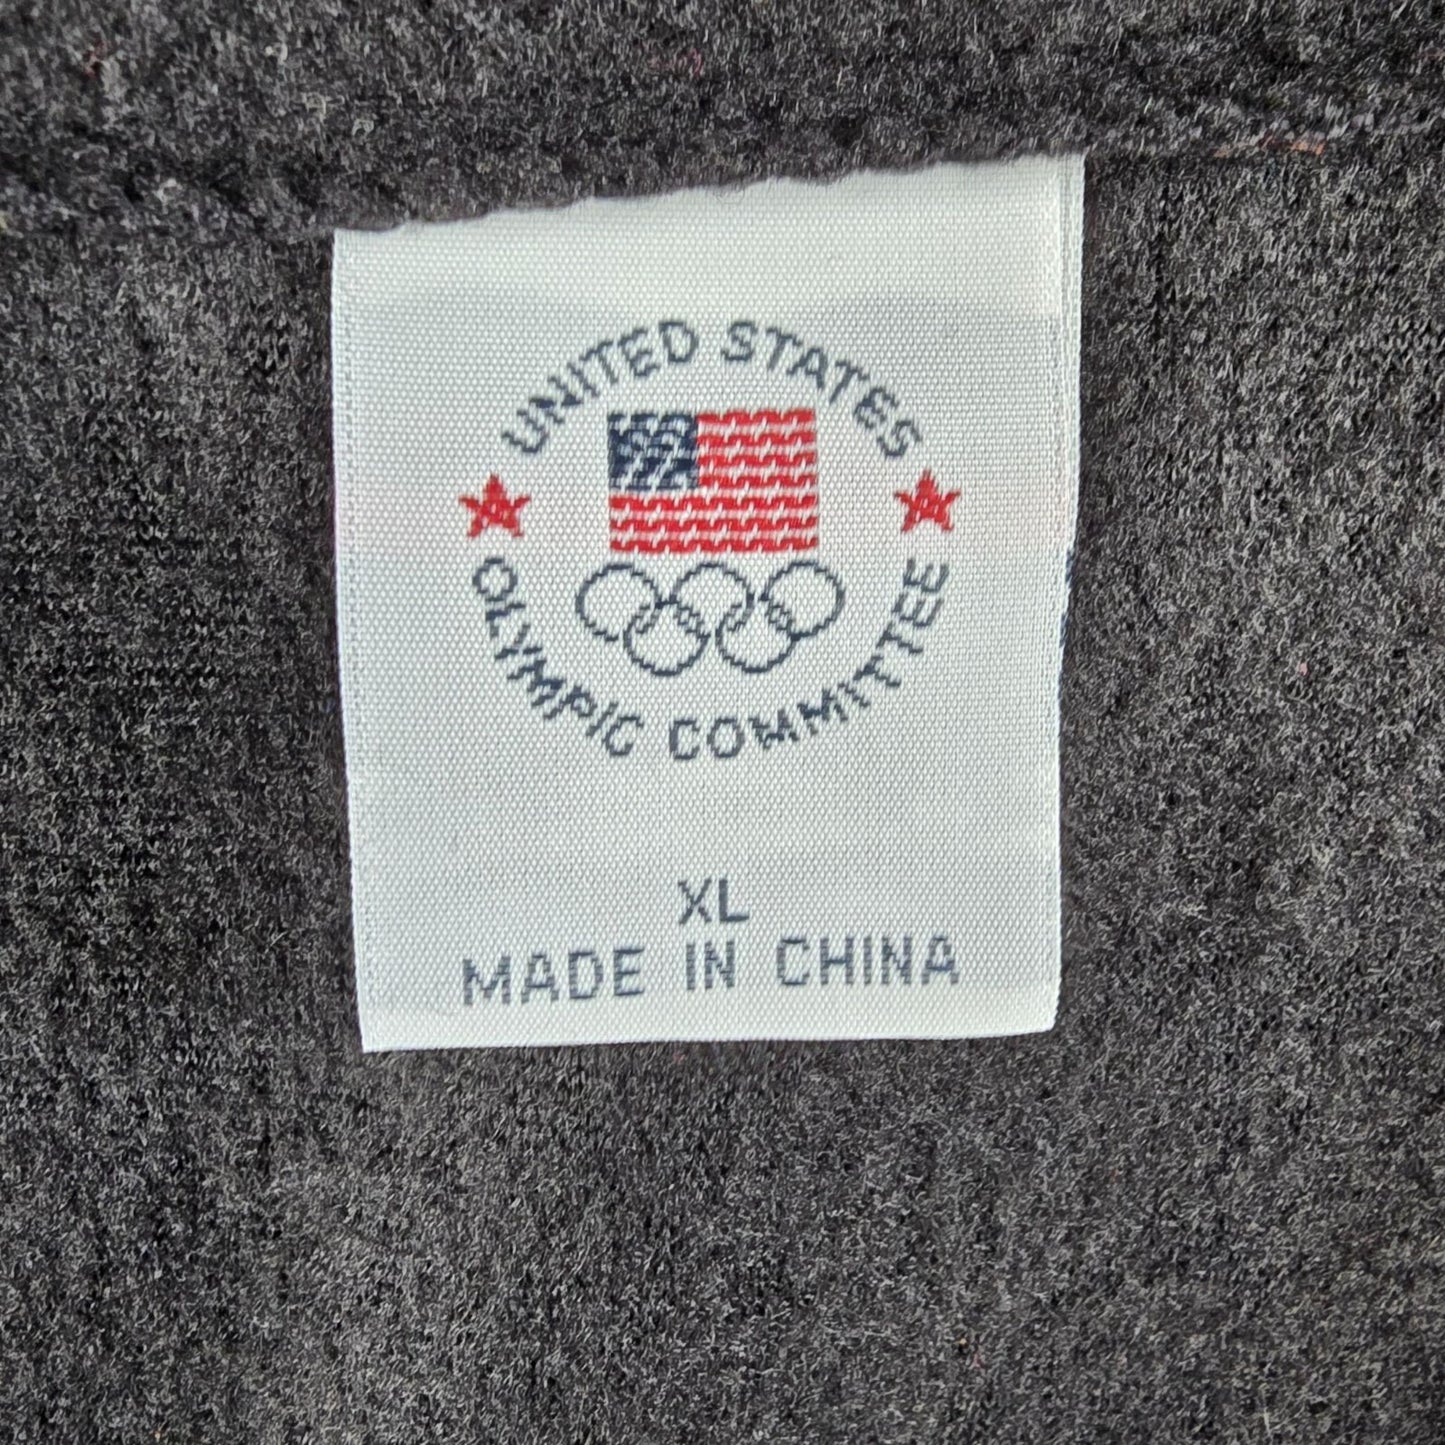 UNITED STATES
OLYMPIC COMMITTEE
XL
MADE IN CHINA